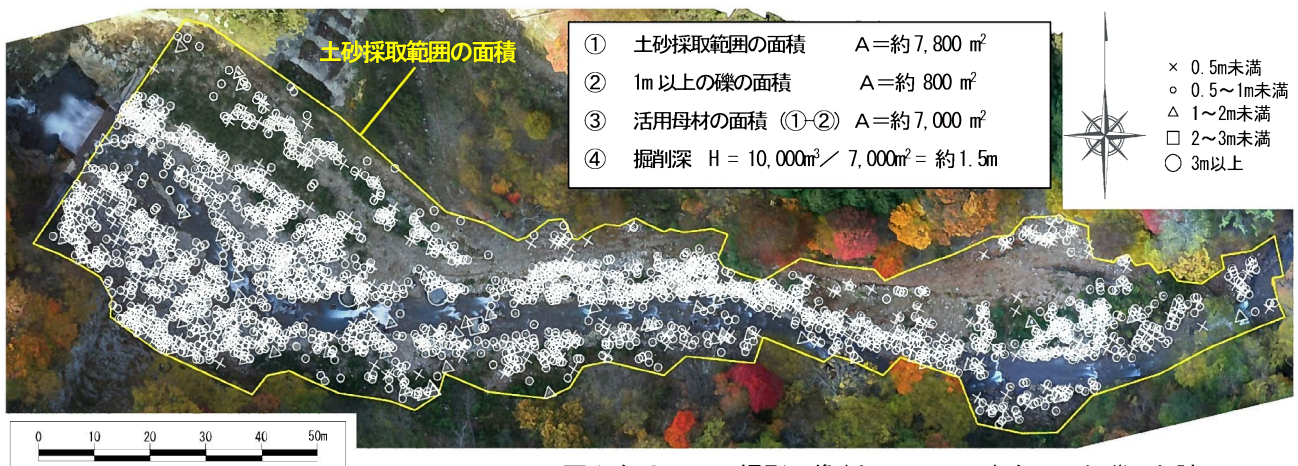 土砂採取範囲の面積
① 土砂採取範囲の面積 A=約7,800 m²
② 1m 以上の礫の面積 A=約 800 m²
③ 活用母材の面積 (①-②) A=約7,000 m²
④ 掘削深 H = 10,000m³/ 7,000m²= 約1.5m
× 0.5m未満
○ 0.5~1m未満
△ 1~2m未満
□ 2~3m未満
○ 3m以上
0 10 20 30 40 50m